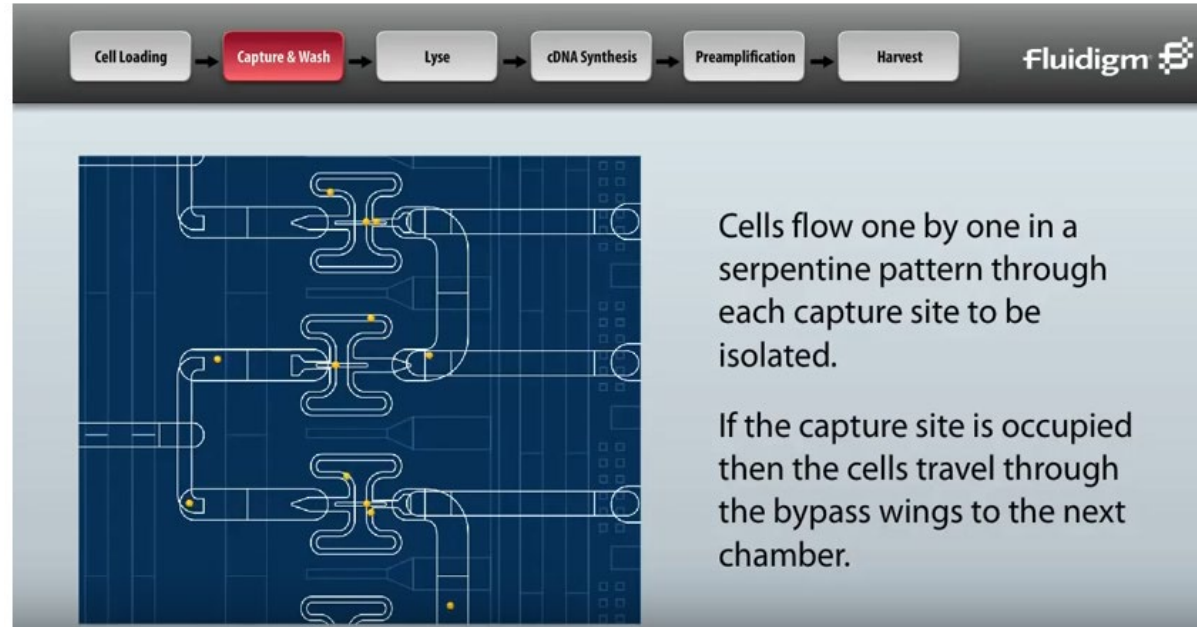 Cell Loading
Capture & Wash
Lyse
cDNA Synthesis
Preamplification
Harvest
Fluidigm
Cells flow one by one in a
serpentine pattern through
each capture site to be
isolated.
If the capture site is occupied
then the cells travel through
the bypass wings to the next
chamber.